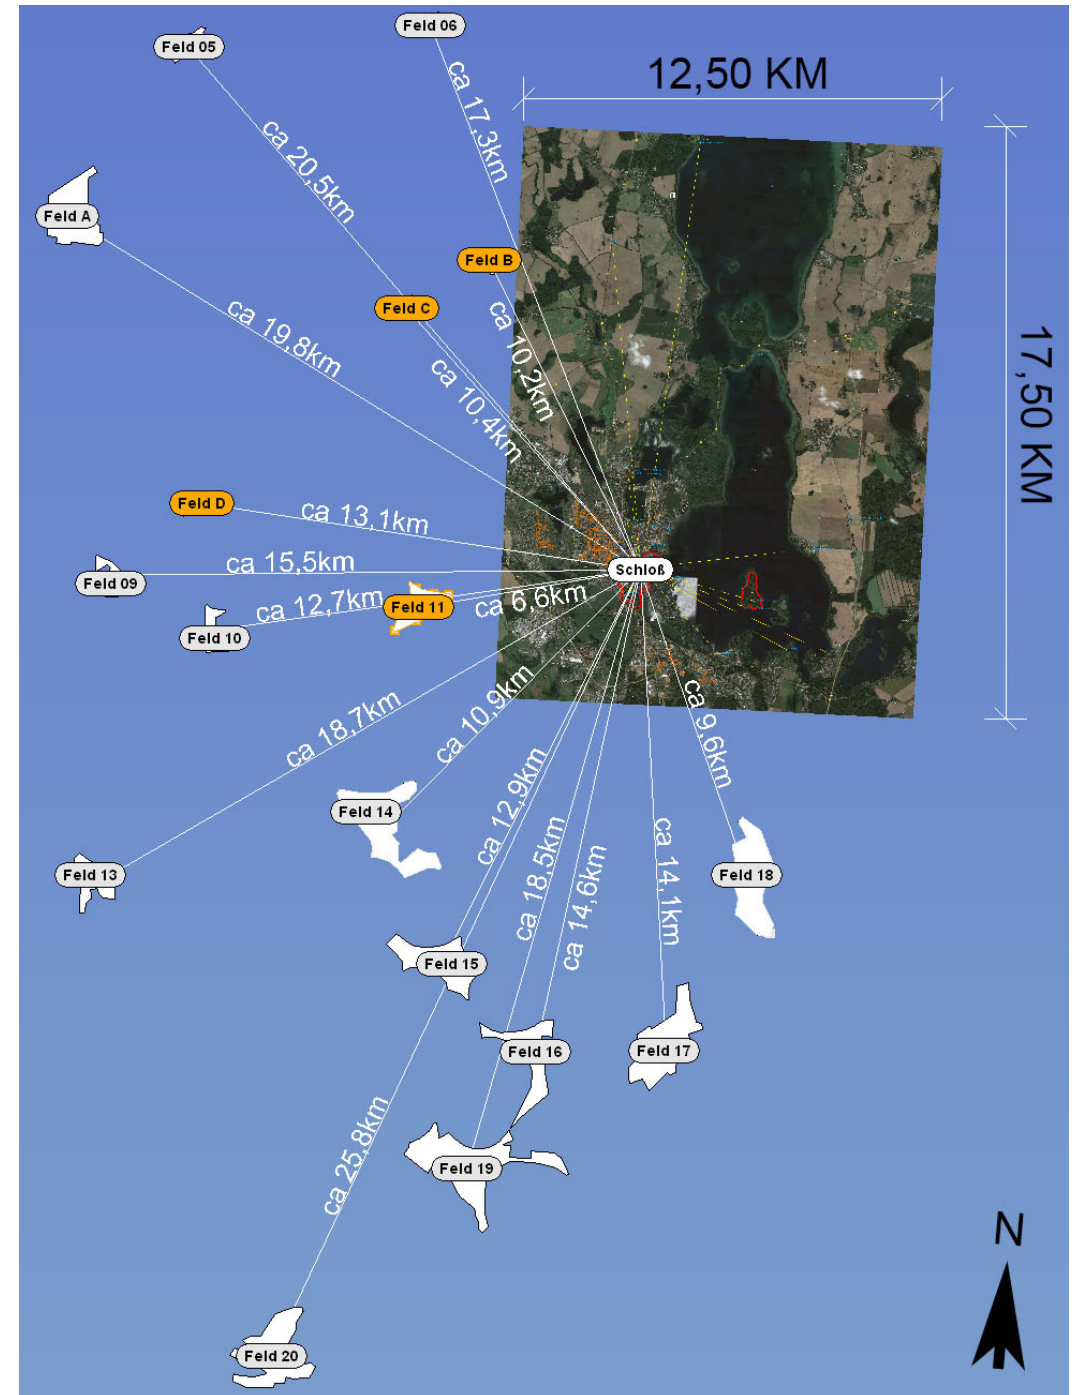 Feld 06
Feld 05
12,50 KM
ca 17,3km
ca 20,5km
Feld A
Feld B
Feld C
ca 19,8km
ca 10,2km
ca 10,4km
17,50 KM
Feld D
ca 13,1km
ca 15,5km
Schloß
Feld 09
ca 12,7km
Feld 11
ca 6,6km
Feld 10
ca 18,7km
ca 10,9km
ca 9,6km
Feld 14
ca 12,9km
Feld 13
ca 18,5km
ca 14,6km
ca 14,1km
Feld 18
Feld 15
Feld 16
Feld 17
ca 25,8km
Feld 19
N
Feld 20